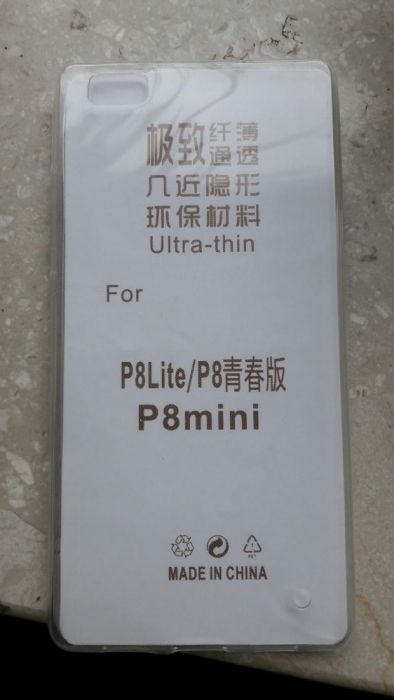 极致纤薄通透
几近隐形
环保材料
Ultra-thin
For
P8Lite/P8青春版
P8mini
PET
MADE IN CHINA